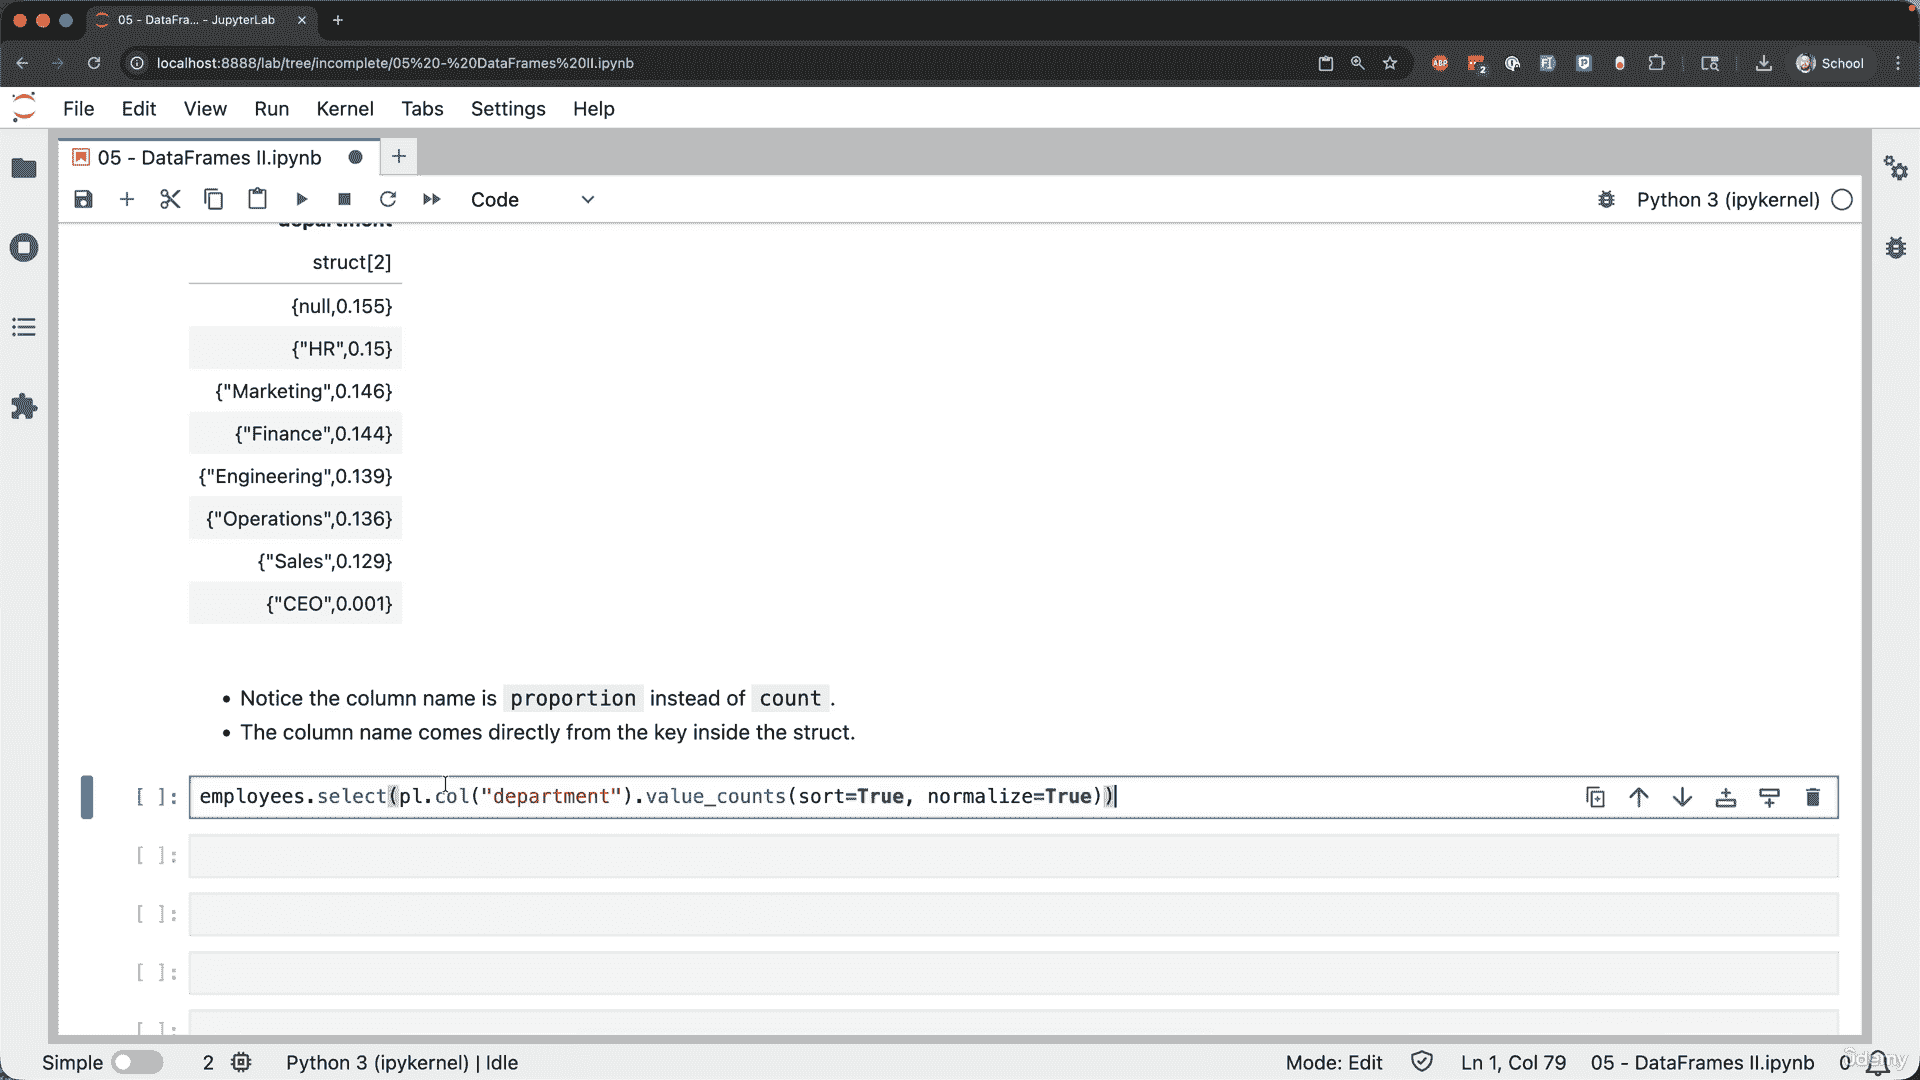 05 - DataFra... - JupyterLab
localhost:8888/lab/tree/incomplete/05%20-%20DataFrames%20II.ipynb
ABP
2
School
File Edit View Run Kernel Tabs Settings Help
05 - DataFrames II.ipynb
Code
Python 3 (ipykernel)
department
struct[2]
{null,0.155}
{"HR",0.15}
{"Marketing",0.146}
{"Finance",0.144}
{"Engineering",0.139}
{"Operations",0.136}
{"Sales",0.129}
{"CEO",0.001}
• Notice the column name is proportion instead of count .
• The column name comes directly from the key inside the struct.
[ ]: employees.select(pl.col("department").value_counts(sort=True, normalize=True))
[ ]:
[ ]:
[ ]:
[ ]:
Simple 2 Python 3 (ipykernel) | Idle Mode: Edit Ln 1, Col 79 05 - DataFrames II.ipynb 0